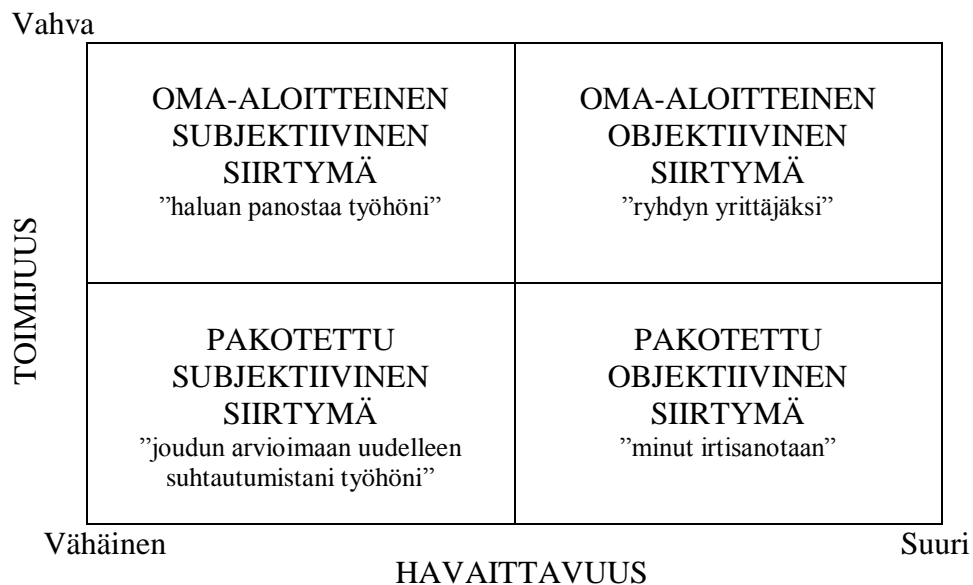 Vahva
OMA-ALOITTEINEN
SUBJEKTIIVINEN
SIIRTYMÄ
”haluan panostaa työhöni”
OMA-ALOITTEINEN
OBJEKTIIVINEN
SIIRTYMÄ
”ryhdyn yrittäjäksi”
TOIMIJUUS
PAKOTETTU
SUBJEKTIIVINEN
SIIRTYMÄ
”joudun arvioimaan uudelleen
suhtautumistani työhöni”
PAKOTETTU
OBJEKTIIVINEN
SIIRTYMÄ
”minut irtisanotaan”
Vähäinen
Suuri
HAVAITTAVUUS